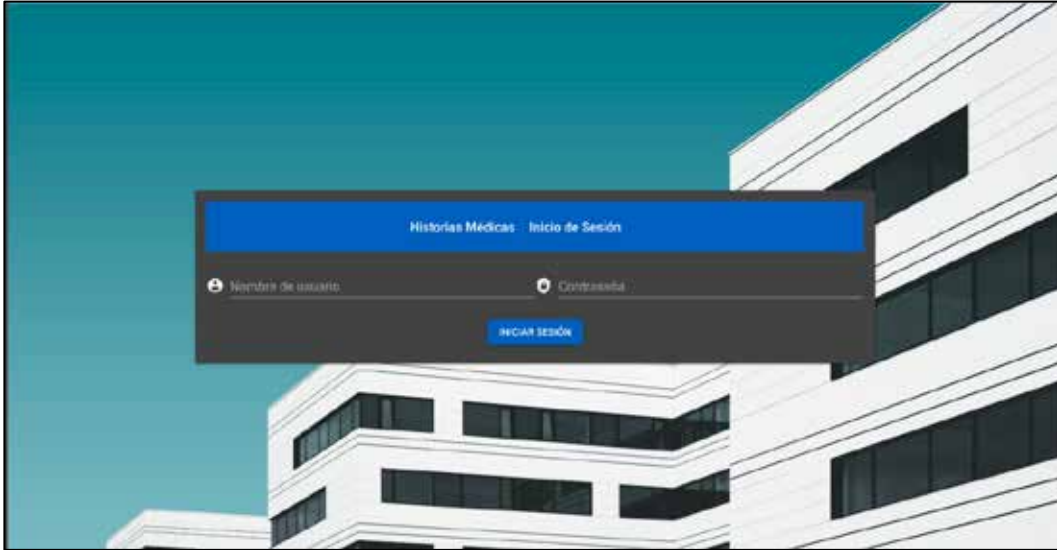 Historias Médicas Inicio de Sesión
Nombre de usuario Contraseña
INICIAR SESIÓN